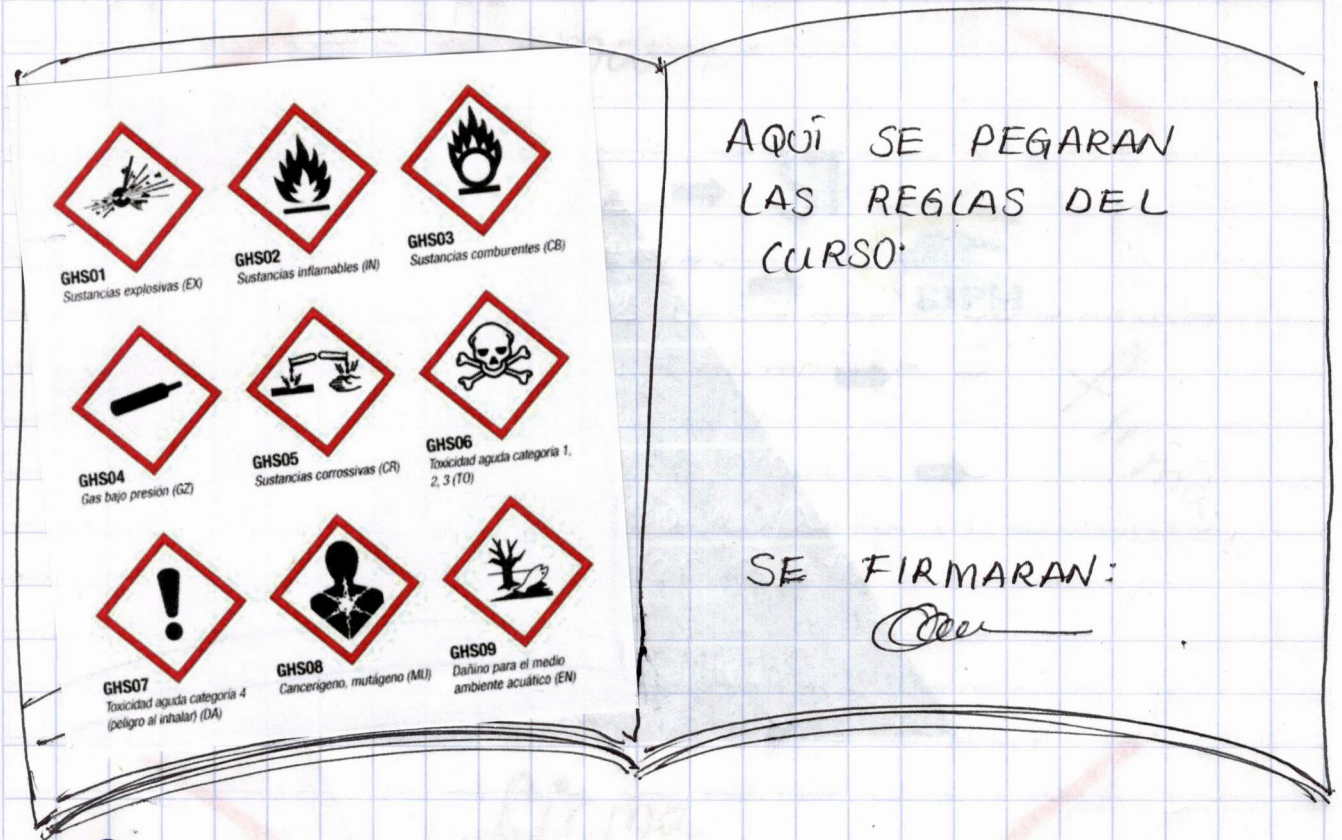 GHS01
Sustancias explosivas (EX)
GHS02
Sustancias inflamables (IN)
GHS03
Sustancias comburentes (CB)
GHS04
Gas bajo presión (GZ)
GHS05
Sustancias corrossivas (CR)
GHS06
Toxicidad aguda categoría 1,
2, 3 (TO)
GHS07
Toxicidad aguda categoría 4
(peligro al inhalar) (DA)
GHS08
Cancerígeno, mutágeno (MU)
GHS09
Dañino para el medio
ambiente acuático (EN)
AQUÍ SE PEGARAN
LAS REGLAS DEL
CURSO.
SE FIRMARAN: